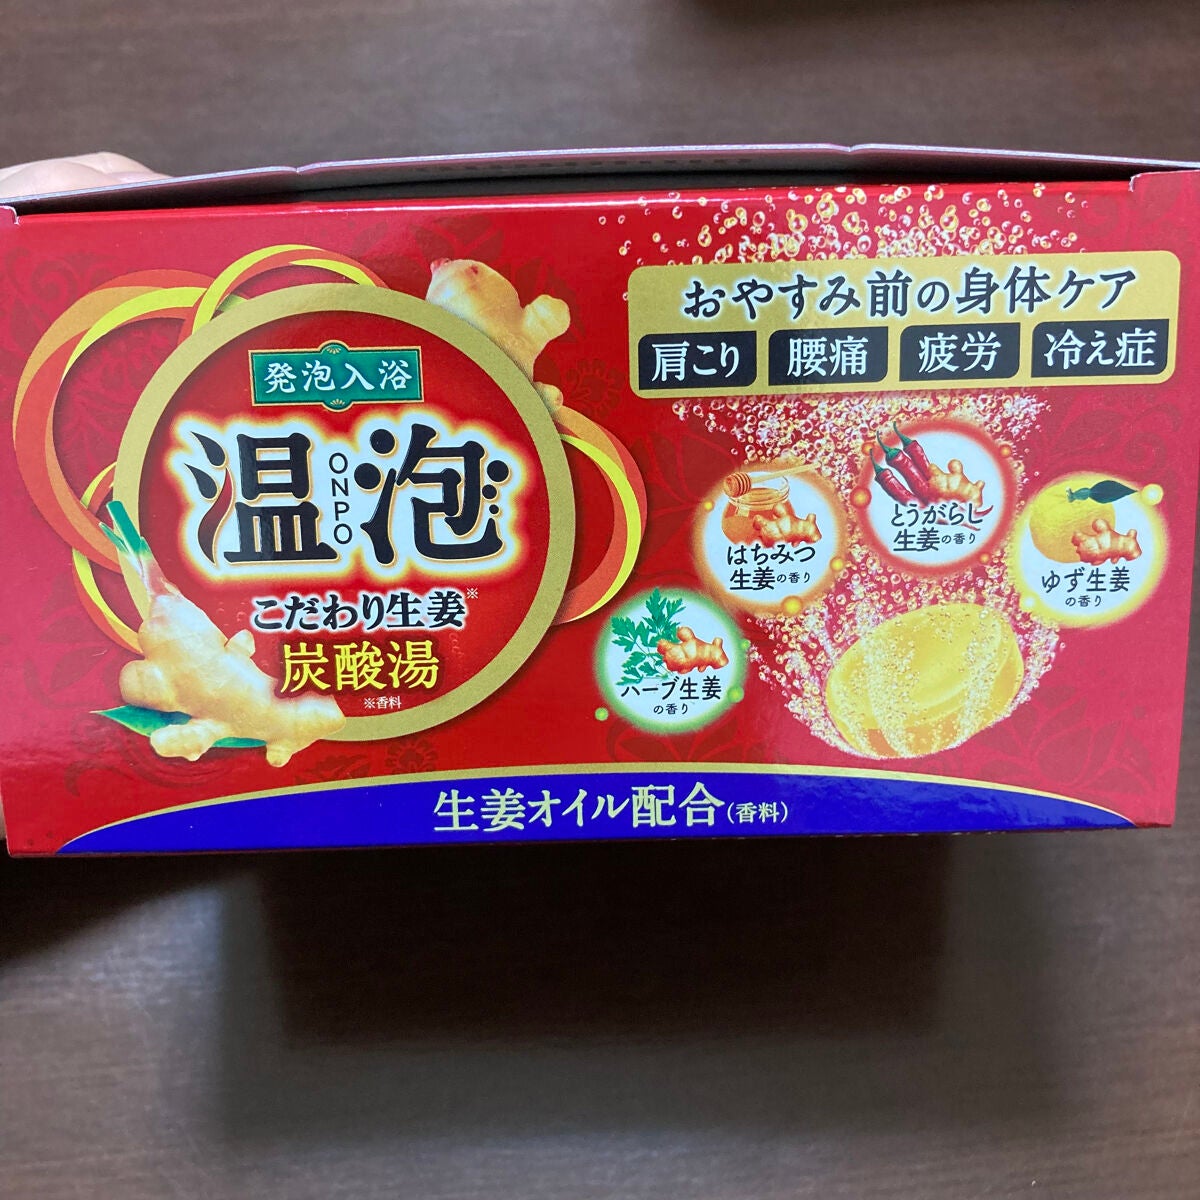 発泡入浴
温泡
ONPO
こだわり生姜※
炭酸湯
※香料
おやすみ前の身体ケア
肩こり 腰痛 疲労 冷え症
はちみつ
生姜の香り
とうがらし
生姜の香り
ゆず生姜
の香り
ハーブ生姜
の香り
生姜オイル配合(香料)